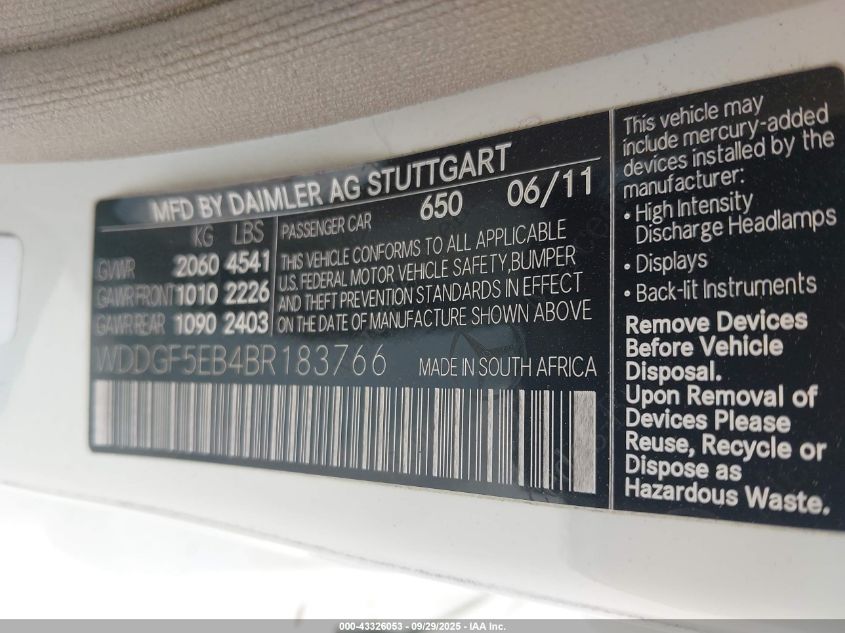 MFD BY DAIMLER AG STUTTGART
KG LBS
GVWR 2060 4541
GAWR FRONT 1010 2226
GAWR REAR 1090 2403
PASSENGER CAR 650 06/11
THIS VEHICLE CONFORMS TO ALL APPLICABLE
U.S. FEDERAL MOTOR VEHICLE SAFETY, BUMPER
AND THEFT PREVENTION STANDARDS IN EFFECT
ON THE DATE OF MANUFACTURE SHOWN ABOVE
WDDGF5EB4BR183766
MADE IN SOUTH AFRICA
This vehicle may
include mercury-added
devices installed by the
manufacturer:
• High Intensity
Discharge Headlamps
• Displays
• Back-lit Instruments
Remove Devices
Before Vehicle
Disposal.
Upon Removal of
Devices Please
Reuse, Recycle or
Dispose as
Hazardous Waste.
000-43326053 - 09/29/2025 - IAA Inc.